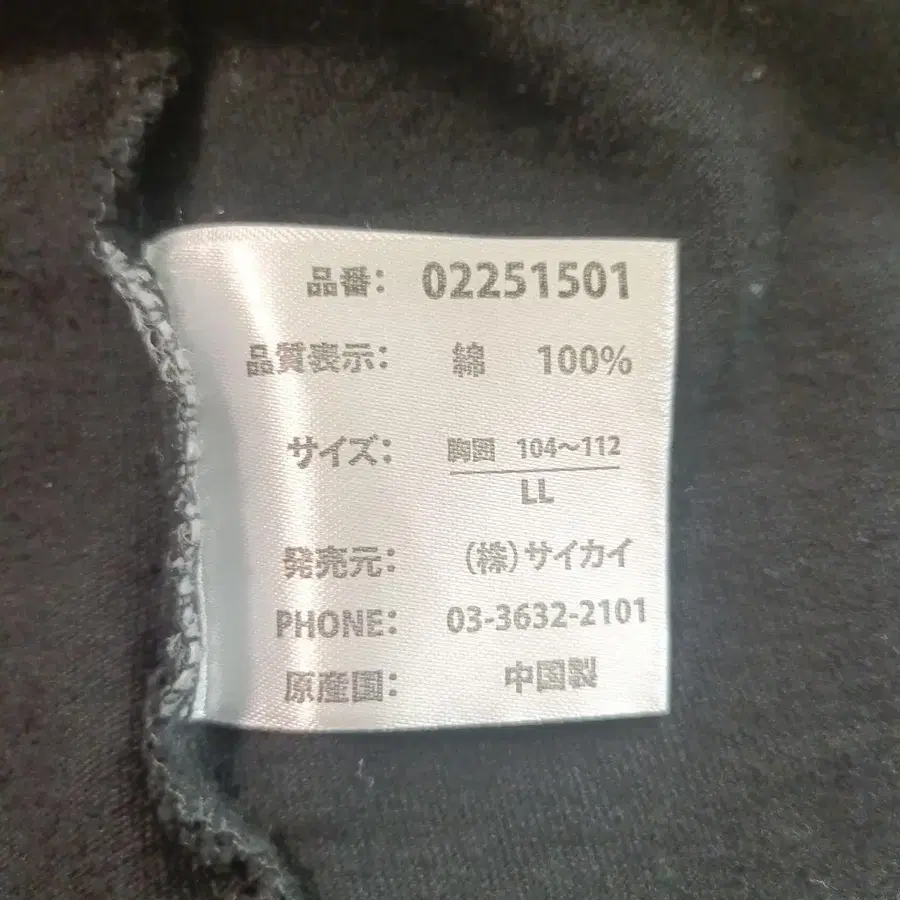 品番: 02251501
品質表示: 綿 100%
サイズ: 胸囲 104～112
LL
発売元: (株)サイカイ
PHONE: 03-3632-2101
原産国: 中国製